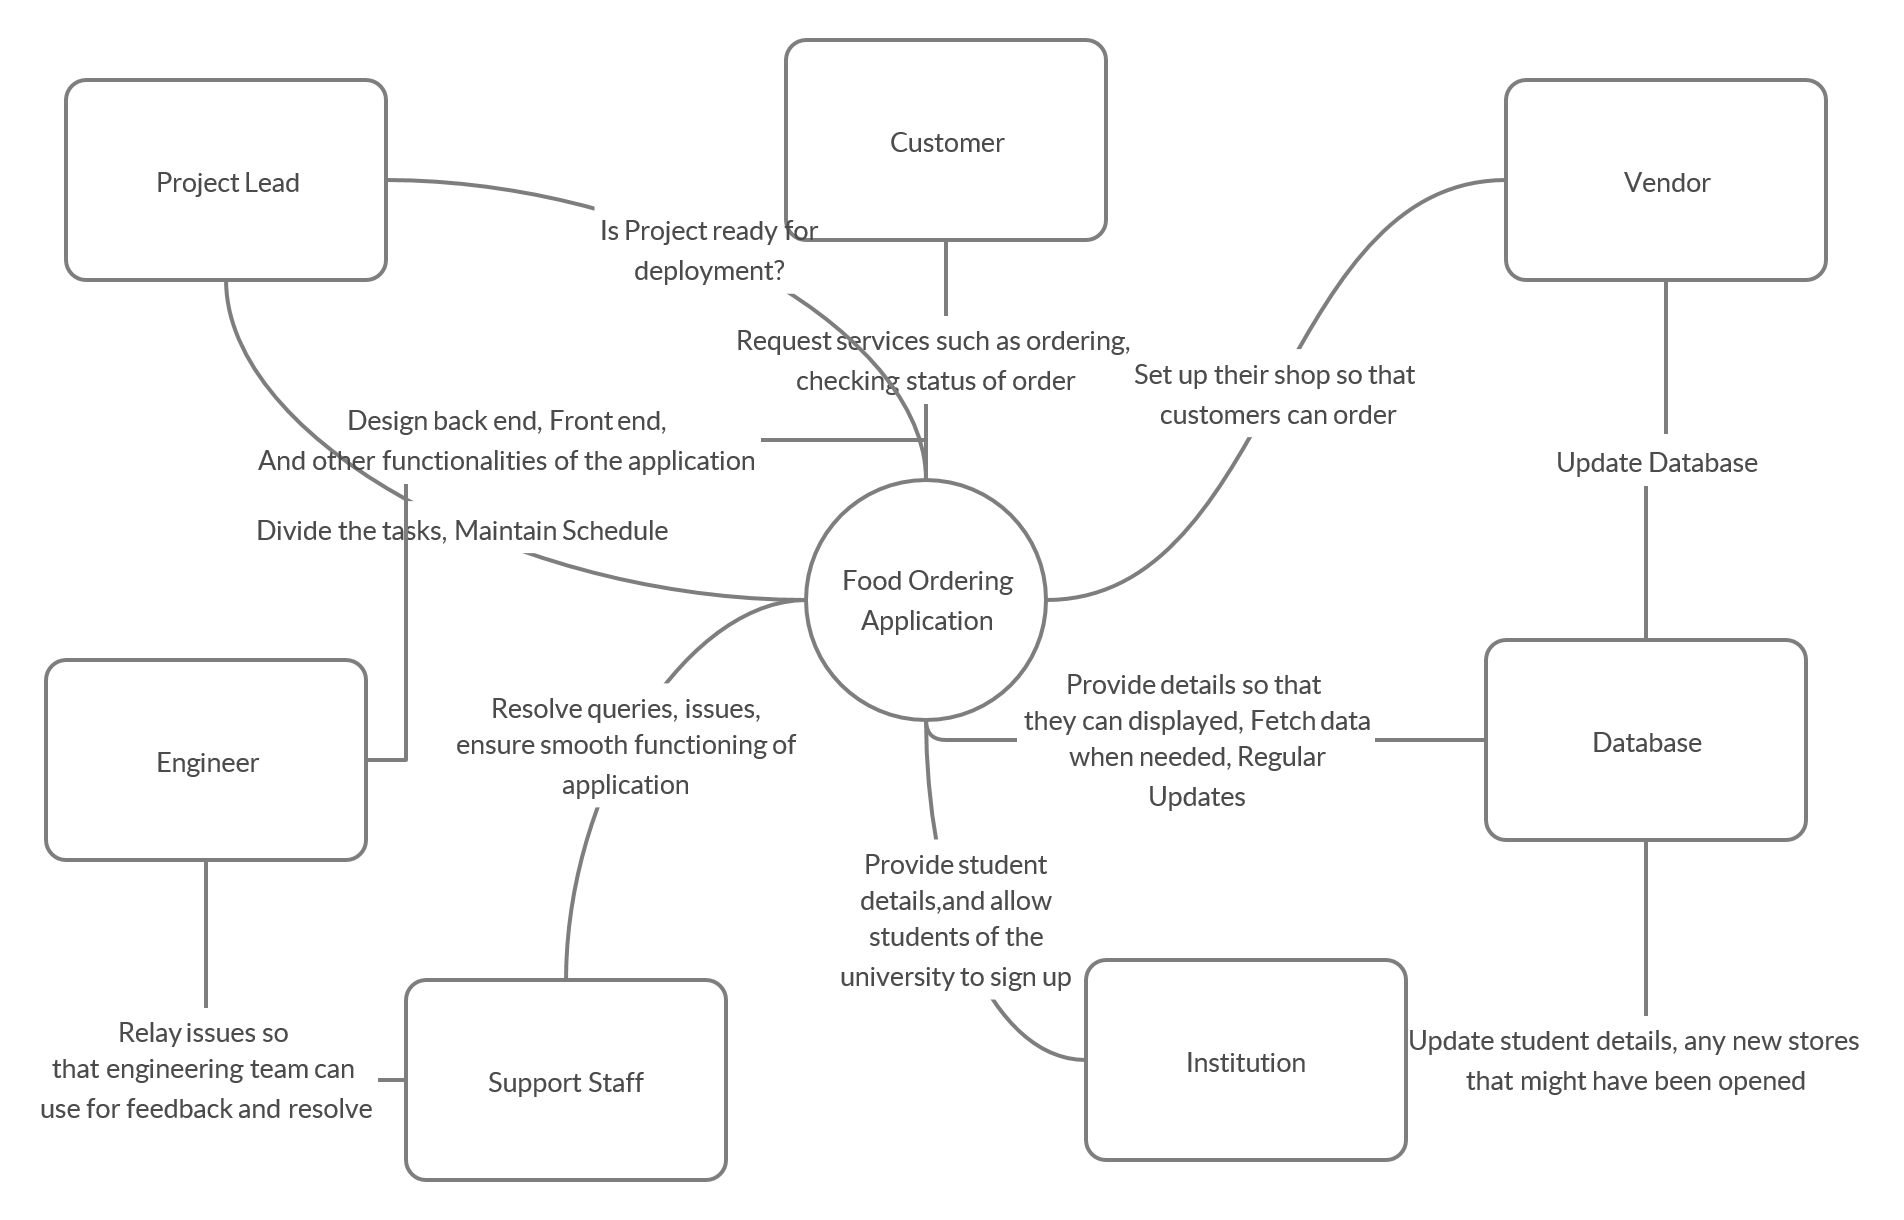 Customer
Project Lead
Vendor
Is Project ready for
deployment?
Request services such as ordering,
checking status of order
Set up their shop so that
customers can order
Design back end, Front end,
And other functionalities of the application
Update Database
Divide the tasks, Maintain Schedule
Food Ordering
Application
Provide details so that
they can displayed, Fetch data
when needed, Regular
Updates
Resolve queries, issues,
ensure smooth functioning of
application
Engineer
Database
Provide student
details,and allow
students of the
university to sign up
Relay issues so
that engineering team can
use for feedback and resolve
Support Staff
Institution
Update student details, any new stores
that might have been opened